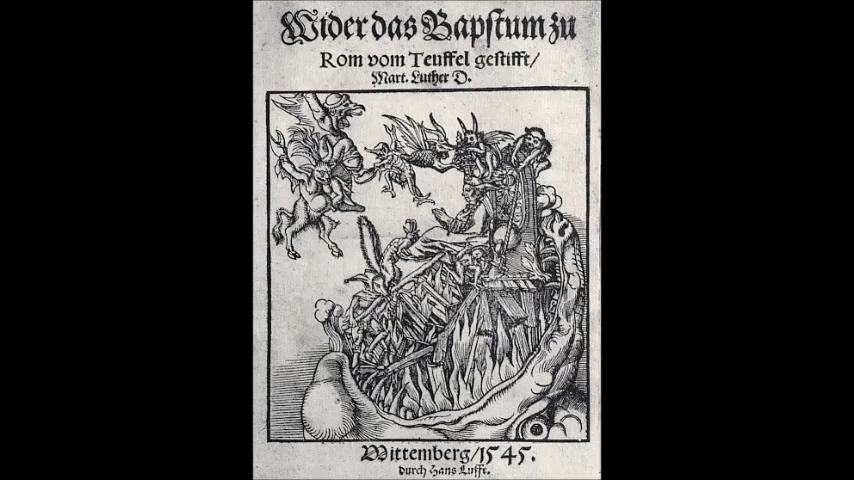 Wider das Bapstum zu
Rom vom Teuffel gestifft/
Mart. Luther D.
Wittemberg/1545.
durch Hans Lufft.